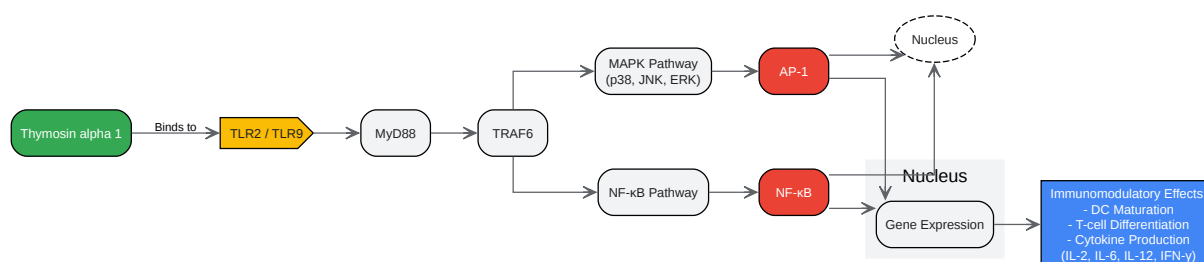 Thymosin alpha 1
Binds to
TLR2 / TLR9
MyD88
TRAF6
MAPK Pathway
(p38, JNK, ERK)
AP-1
Nucleus
NF-κB Pathway
NF-κB
Nucleus
Gene Expression
Immunomodulatory Effects
- DC Maturation
- T-cell Differentiation
- Cytokine Production
(IL-2, IL-6, IL-12, IFN-γ)